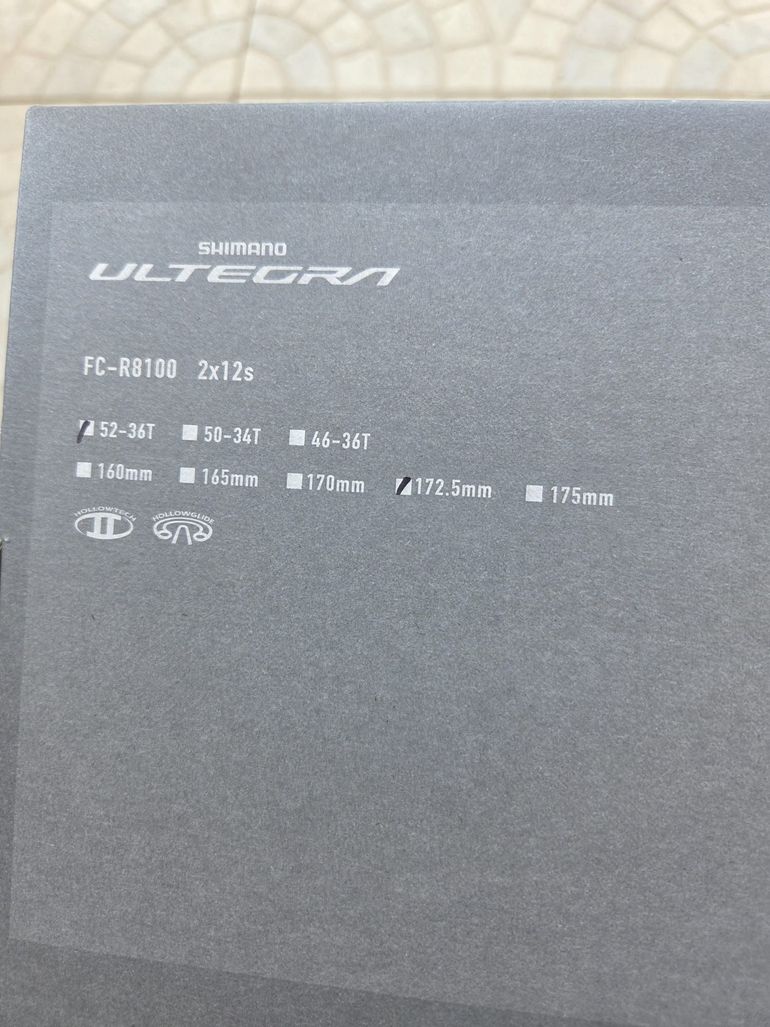 SHIMANO
ULTEGRA
FC-R8100 2x12s
52-36T 50-34T 46-36T
160mm 165mm 170mm 172.5mm 175mm
HOLLOWTECH II HOLLOWGLIDE